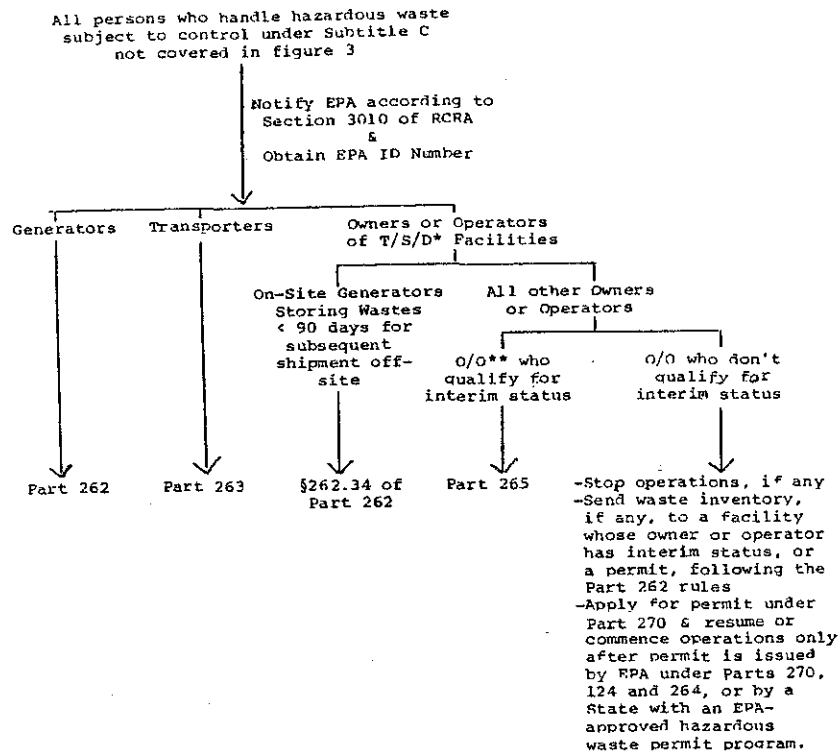 All persons who handle hazardous waste
subject to control under Subtitle C
not covered in figure 3
Notify EPA according to
Section 3010 of RCRA
&
Obtain EPA ID Number
Generators
Transporters
Owners or Operators
of T/S/D* Facilities
On-Site Generators
Storing Wastes
< 90 days for
subsequent
shipment off-
site
All other Owners
or Operators
O/O** who
qualify for
interim status
O/O who don't
qualify for
interim status
Part 262
Part 263
§262.34 of
Part 262
Part 265
-Stop operations, if any
-Send waste inventory,
if any, to a facility
whose owner or operator
has interim status, or
a permit, following the
Part 262 rules
-Apply for permit under
Part 270 & resume or
commence operations only
after permit is issued
by EPA under Parts 270,
124 and 264, or by a
State with an EPA-
approved hazardous
waste permit program.